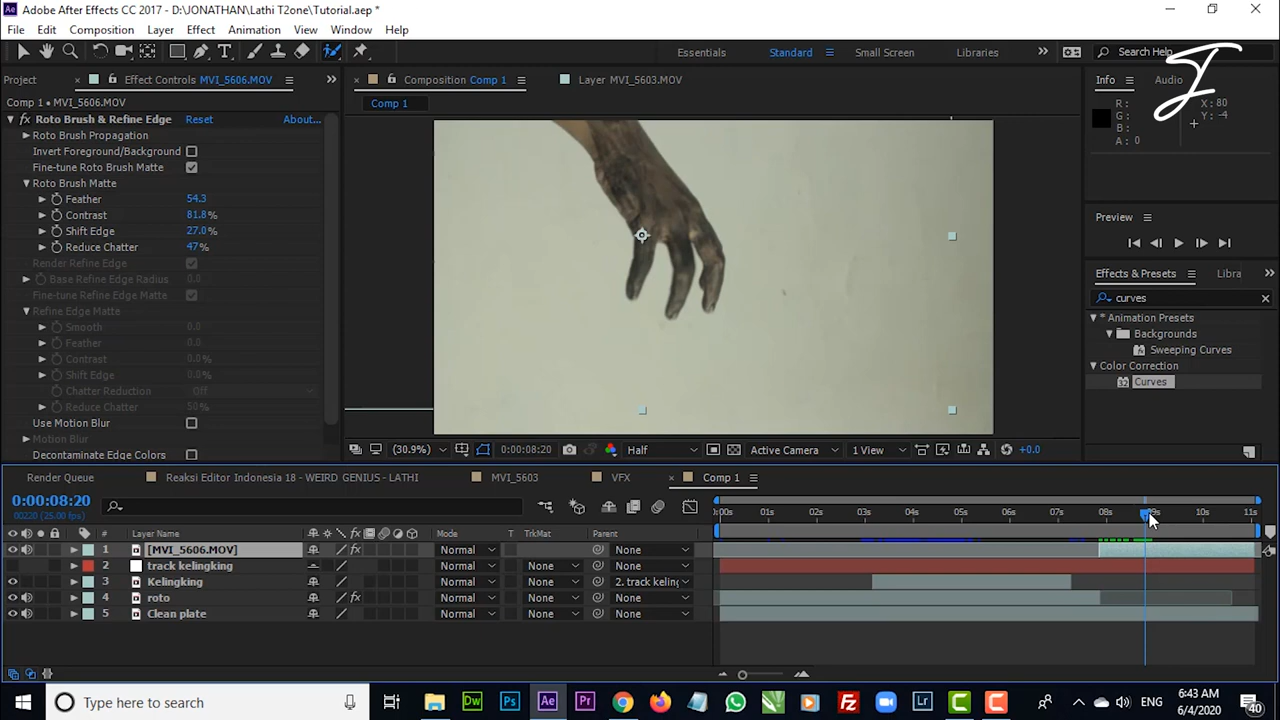 Adobe After Effects CC 2017 - D:\JONATHAN\Lathi T2one\Tutorial.aep *
File Edit Composition Layer Effect Animation View Window Help
Essentials Standard Small Screen Libraries Search Help
Project Effect Controls MVI_5606.MOV Composition Comp 1 Layer MVI_5603.MOV Info Audio
Comp 1 • MVI_5606.MOV Comp 1
fx Roto Brush & Refine Edge Reset About...
Roto Brush Propagation
Invert Foreground/Background
Fine-tune Roto Brush Matte
Roto Brush Matte
Feather 54.3
Contrast 81.8%
Shift Edge 27.0%
Reduce Chatter 47%
Render Refine Edge
Base Refine Edge Radius 0.0
Fine-tune Refine Edge Matte
Refine Edge Matte
Smooth 0.0
Feather 0.0
Contrast 0.0%
Shift Edge 0.0%
Chatter Reduction Off
Reduce Chatter 50%
Use Motion Blur
Motion Blur
Decontaminate Edge Colors
R :
G :
B :
A : 0
X : 80
Y : -4
Preview
Effects & Presets Libra
curves
* Animation Presets
Backgrounds
Sweeping Curves
Color Correction
Curves
(30.9%) 0:00:08:20 Half Active Camera 1 View +0.0
Render Queue Reaksi Editor Indonesia 18 - WEIRD GENIUS - LATHI MVI_5603 VFX Comp 1
0:00:08:20
00220 (25.00 fps)
:00s 01s 02s 03s 04s 05s 06s 07s 08s 09s 10s 11s
# Layer Name Mode T TrkMat Parent
1 [MVI_5606.MOV] Normal None
2 track kelingking None None
3 Kelingking Normal None 2. track keling
4 roto Normal None None
5 Clean plate Normal None None
Type here to search
Dw Ae Ps Pr Fz Lr
ENG
6:43 AM
6/4/2020
40